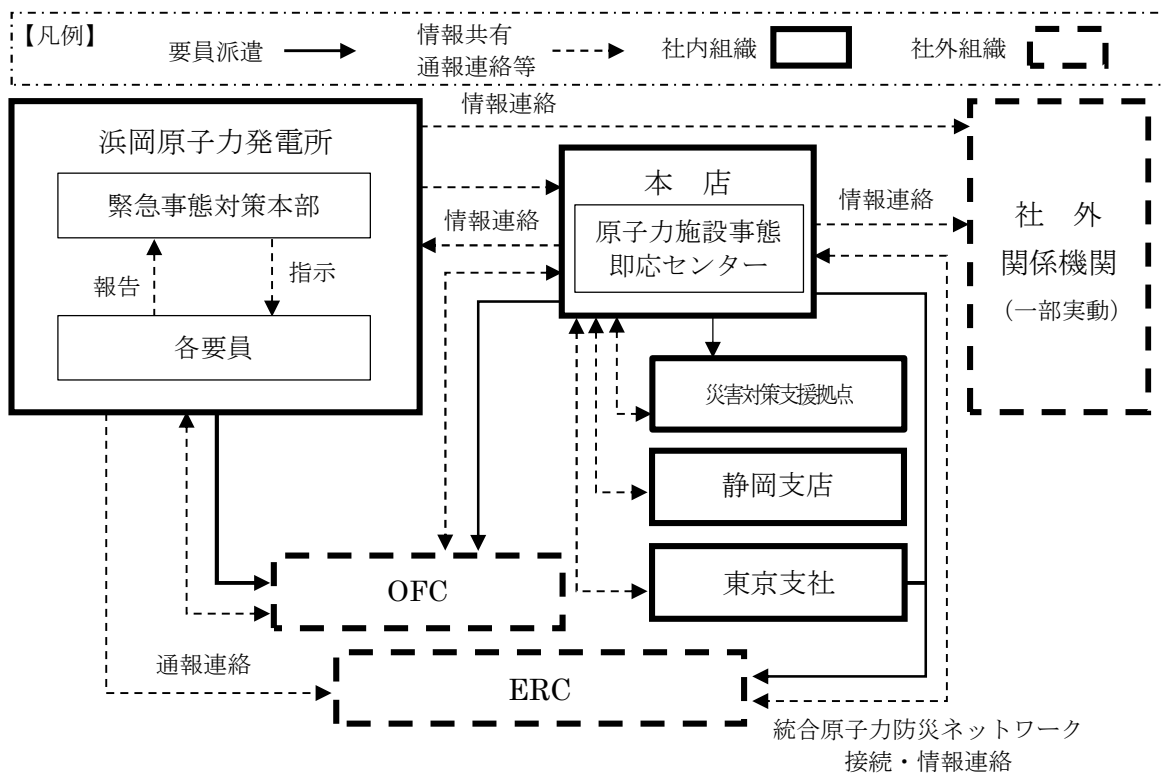 【凡例】
要員派遣
情報共有
通報連絡等
社内組織
社外組織
情報連絡
浜岡原子力発電所
緊急事態対策本部
報告
指示
各要員
情報連絡
本 店
原子力施設事態
即応センター
情報連絡
社 外
関係機関
（一部実動）
災害対策支援拠点
静岡支店
東京支社
OFC
通報連絡
ERC
統合原子力防災ネットワーク
接続・情報連絡